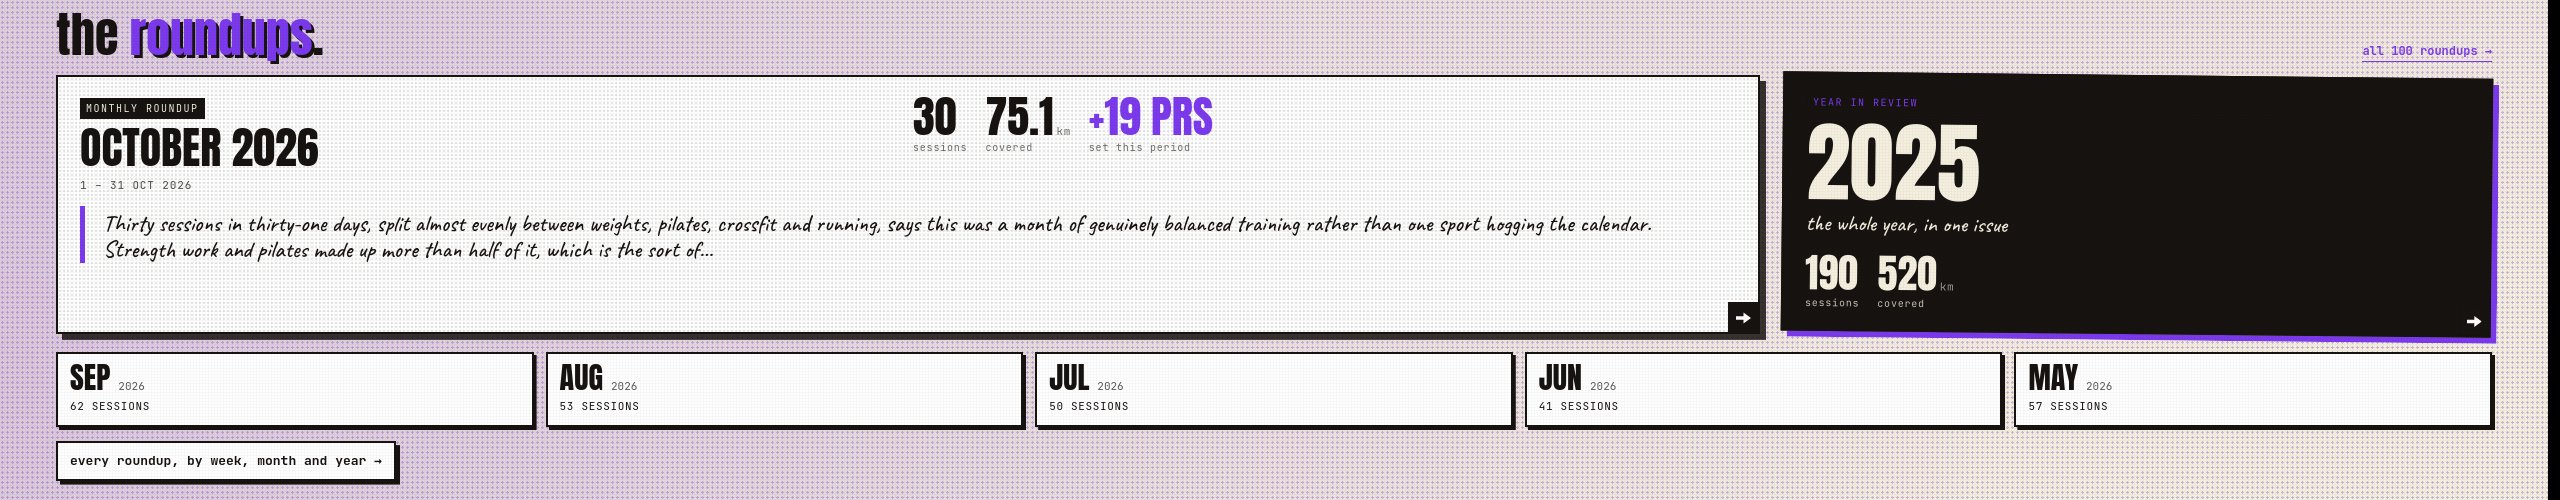 the roundups.
all 100 roundups →
MONTHLY ROUNDUP
OCTOBER 2026
1 – 31 OCT 2026
30 sessions
75.1 km covered
+19 PRS set this period
Thirty sessions in thirty-one days, split almost evenly between weights, pilates, crossfit and running, says this was a month of genuinely balanced training rather than one sport hogging the calendar.
Strength work and pilates made up more than half of it, which is the sort of...
YEAR IN REVIEW
2025
the whole year, in one issue
190 sessions
520 km covered
SEP 2026
62 SESSIONS
AUG 2026
53 SESSIONS
JUL 2026
50 SESSIONS
JUN 2026
41 SESSIONS
MAY 2026
57 SESSIONS
every roundup, by week, month and year →